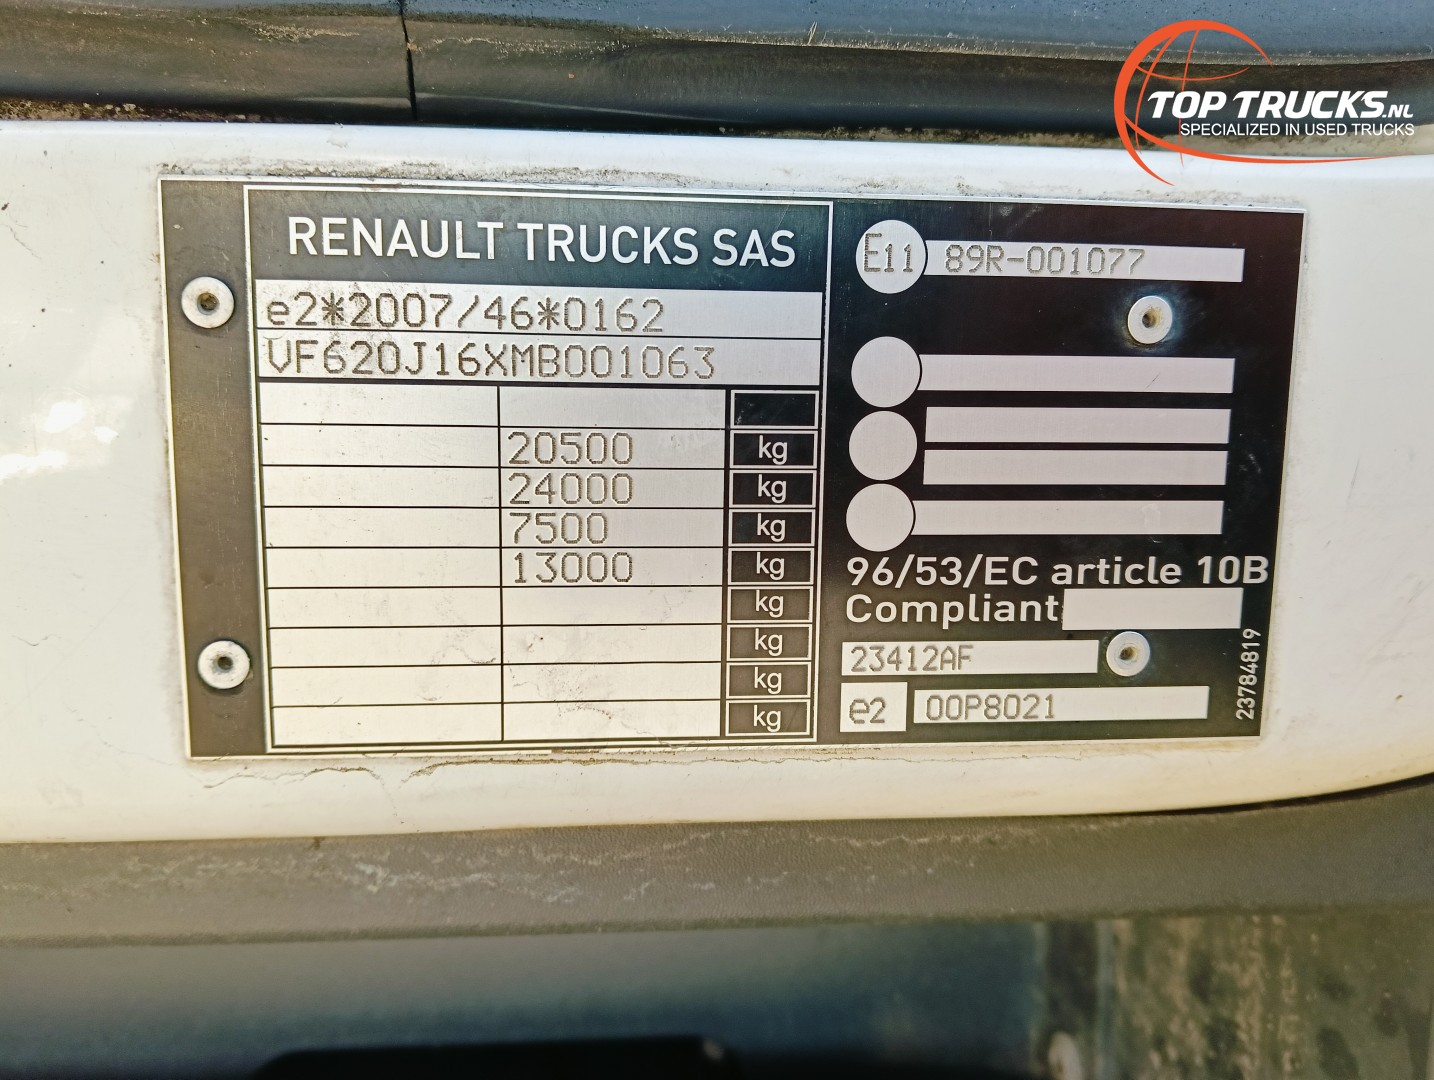 TOP TRUCKS.NL
SPECIALIZED IN USED TRUCKS
RENAULT TRUCKS SAS
e2*2007/46*0162
VF620J16XMB001063
20500 kg
24000 kg
7500 kg
13000 kg
kg
kg
kg
kg
E11 89R-001077
96/53/EC article 10B
Compliant
23412AF
e2 00P8021
23784819